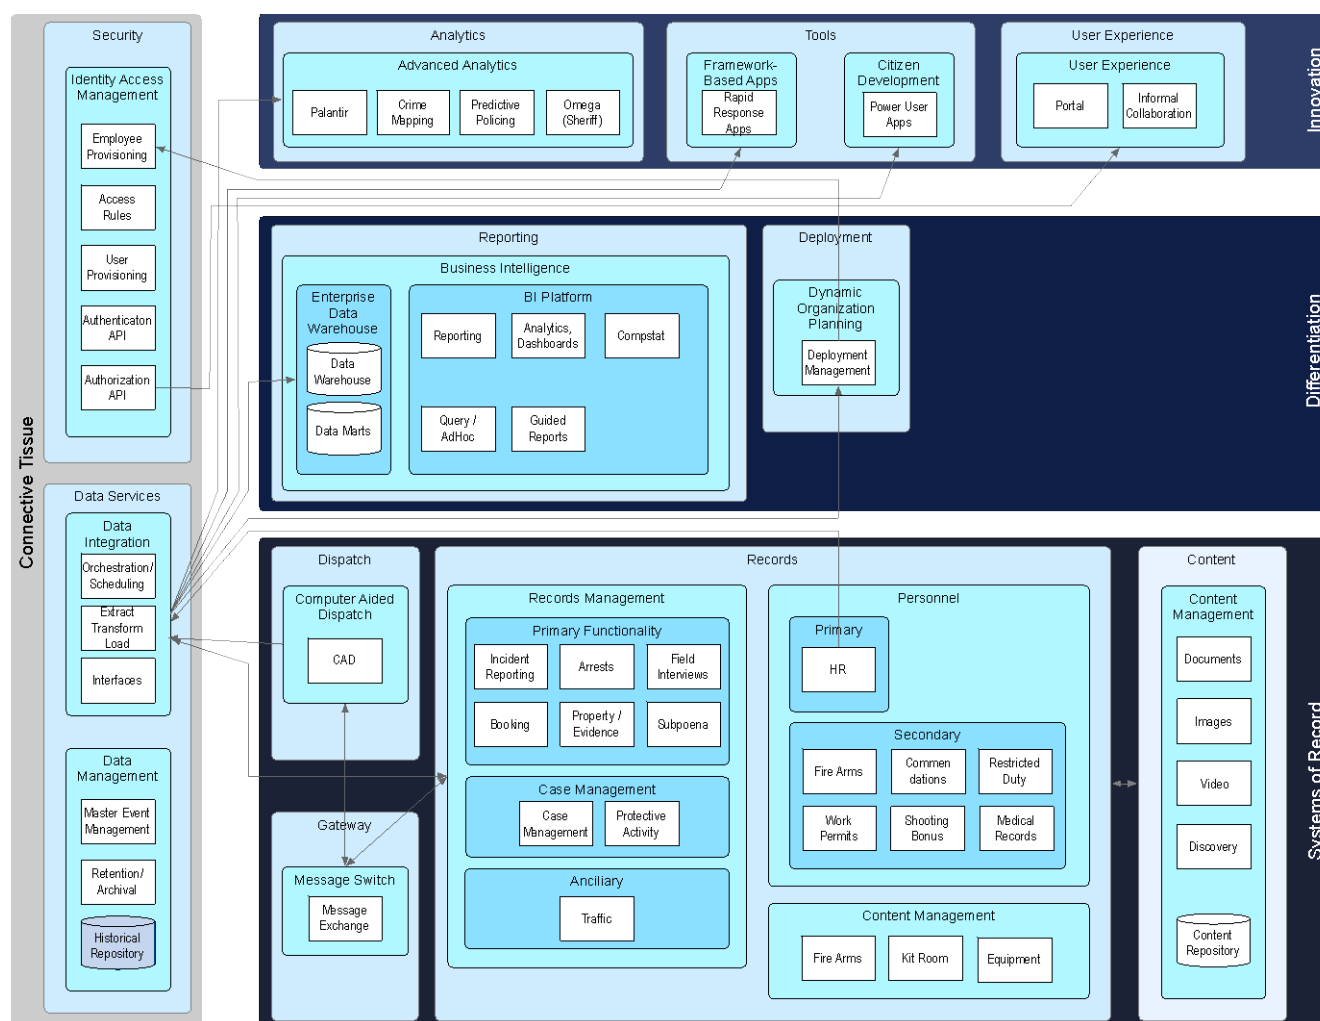 Connective Tissue
Security
Identity Access
Management
Employee
Provisioning
Access
Rules
User
Provisioning
Authenticaton
API
Authorization
API
Data Services
Data
Integration
Orchestration/
Scheduling
Extract
Transform
Load
Interfaces
Data
Management
Master Event
Management
Retention/
Archival
Historical
Repository
Innovation
Analytics
Advanced Analytics
Palantir
Crime
Mapping
Predictive
Policing
Omega
(Sheriff)
Tools
Framework-
Based Apps
Rapid
Response
Apps
Citizen
Development
Power User
Apps
User Experience
User Experience
Portal
Informal
Collaboration
Differentiation
Reporting
Business Intelligence
Enterprise
Data
Warehouse
Data
Warehouse
Data Marts
BI Platform
Reporting
Analytics,
Dashboards
Compstat
Query /
AdHoc
Guided
Reports
Deployment
Dynamic
Organization
Planning
Deployment
Management
Systems of Record
Dispatch
Computer Aided
Dispatch
CAD
Gateway
Message Switch
Message
Exchange
Records
Records Management
Primary Functionality
Incident
Reporting
Arrests
Field
Interviews
Booking
Property /
Evidence
Subpoena
Case Management
Case
Management
Protective
Activity
Anciliary
Traffic
Personnel
Primary
HR
Secondary
Fire Arms
Commen
dations
Restricted
Duty
Work
Permits
Shooting
Bonus
Medical
Records
Content Management
Fire Arms
Kit Room
Equipment
Content
Content
Management
Documents
Images
Video
Discovery
Content
Repository